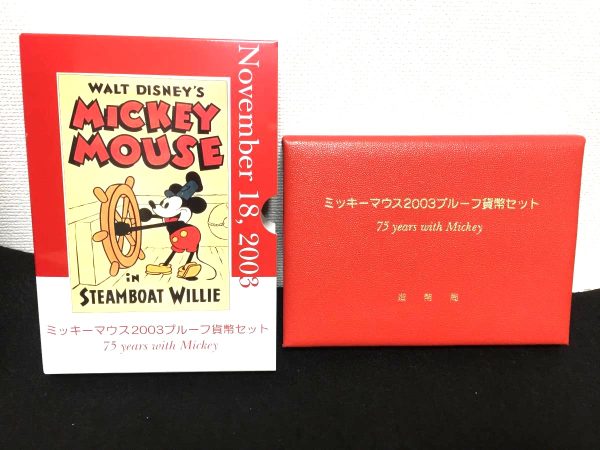 November 18, 2003
WALT DISNEY'S
MICKEY
MOUSE
IN
STEAMBOAT WILLIE
ミッキーマウス2003プルーフ貨幣セット
75 years with Mickey
ミッキーマウス2003プルーフ貨幣セット
75 years with Mickey
造幣局